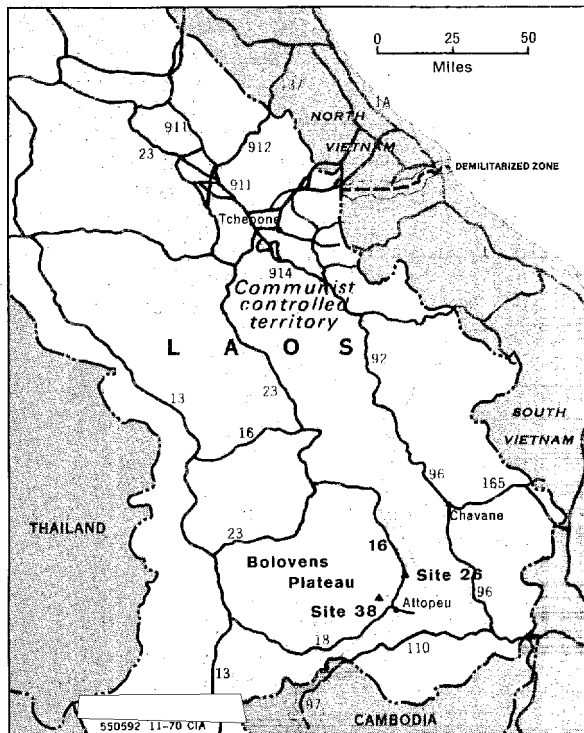 0 25 50
Miles
137
1A
NORTH
VIETNAM
DEMILITARIZED ZONE
911
912
23
911
Tchepone
914
Communist
controlled
territory
L A O S
92
13
23
16
SOUTH
VIETNAM
96
165
Chavane
THAILAND
23
16
Bolovens
Plateau
Site 26
Site 38
Attopeu
96
18
110
13
97
CAMBODIA
550592 11-70 CIA